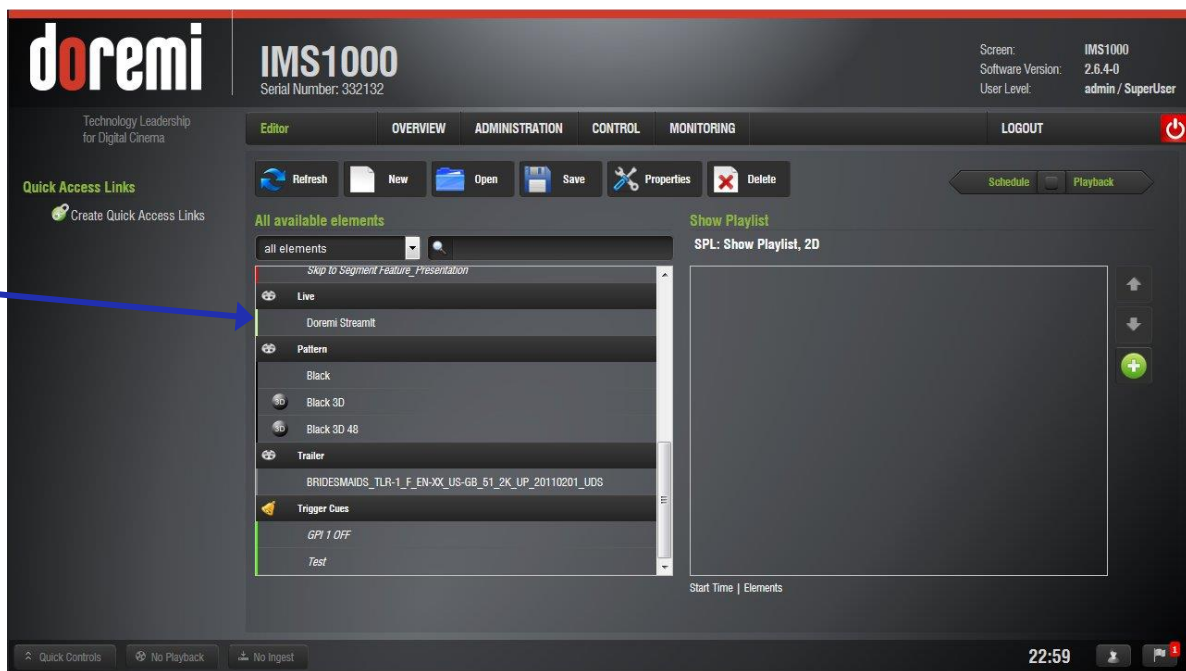 doremi
Technology Leadership
for Digital Cinema
Quick Access Links
Create Quick Access Links
IMS1000
Serial Number: 332132
Screen: IMS1000
Software Version: 2.6.4-0
User Level: admin / SuperUser
Editor OVERVIEW ADMINISTRATION CONTROL MONITORING LOGOUT
Refresh New Open Save Properties Delete Schedule Playback
All available elements
all elements
Skip to Segment Feature_Presentation
Live
Doremi StreamIt
Pattern
Black
3D Black 3D
3D Black 3D 48
Trailer
BRIDESMAIDS_TLR-1_F_EN-XX_US-GB_51_2K_UP_20110201_UDS
Trigger Cues
GPI 1 OFF
Test
Show Playlist
SPL: Show Playlist, 2D
Start Time | Elements
Quick Controls No Playback No Ingest 22:59 1